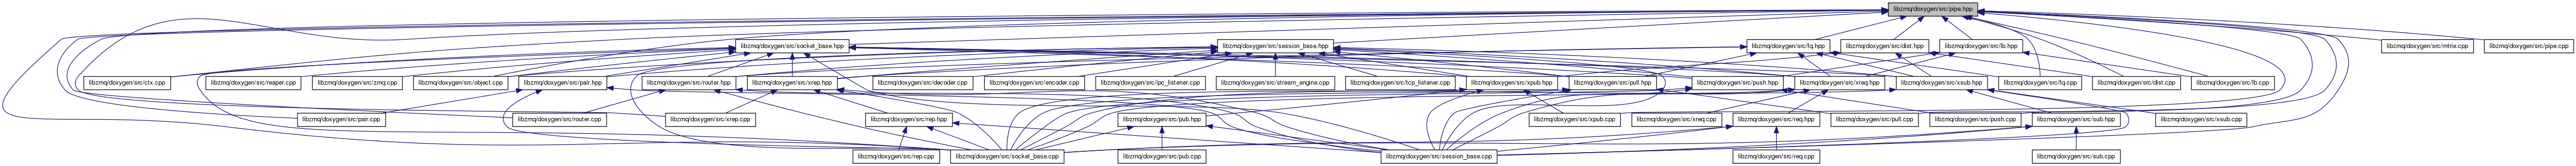 libzmq/doxygen/src/pipe.hpp
libzmq/doxygen/src/socket_base.hpp
libzmq/doxygen/src/session_base.hpp
libzmq/doxygen/src/fq.hpp
libzmq/doxygen/src/dist.hpp
libzmq/doxygen/src/lb.hpp
libzmq/doxygen/src/mtrie.cpp
libzmq/doxygen/src/pipe.cpp
libzmq/doxygen/src/ctx.cpp
libzmq/doxygen/src/reaper.cpp
libzmq/doxygen/src/zmq.cpp
libzmq/doxygen/src/object.cpp
libzmq/doxygen/src/pair.hpp
libzmq/doxygen/src/router.hpp
libzmq/doxygen/src/xrep.hpp
libzmq/doxygen/src/decoder.cpp
libzmq/doxygen/src/encoder.cpp
libzmq/doxygen/src/ipc_listener.cpp
libzmq/doxygen/src/stream_engine.cpp
libzmq/doxygen/src/tcp_listener.cpp
libzmq/doxygen/src/xpub.hpp
libzmq/doxygen/src/pull.hpp
libzmq/doxygen/src/push.hpp
libzmq/doxygen/src/xreq.hpp
libzmq/doxygen/src/xsub.hpp
libzmq/doxygen/src/fq.cpp
libzmq/doxygen/src/dist.cpp
libzmq/doxygen/src/lb.cpp
libzmq/doxygen/src/pair.cpp
libzmq/doxygen/src/router.cpp
libzmq/doxygen/src/xrep.cpp
libzmq/doxygen/src/rep.hpp
libzmq/doxygen/src/pub.hpp
libzmq/doxygen/src/xpub.cpp
libzmq/doxygen/src/xreq.cpp
libzmq/doxygen/src/req.hpp
libzmq/doxygen/src/pull.cpp
libzmq/doxygen/src/push.cpp
libzmq/doxygen/src/sub.hpp
libzmq/doxygen/src/xsub.cpp
libzmq/doxygen/src/rep.cpp
libzmq/doxygen/src/socket_base.cpp
libzmq/doxygen/src/pub.cpp
libzmq/doxygen/src/session_base.cpp
libzmq/doxygen/src/req.cpp
libzmq/doxygen/src/sub.cpp